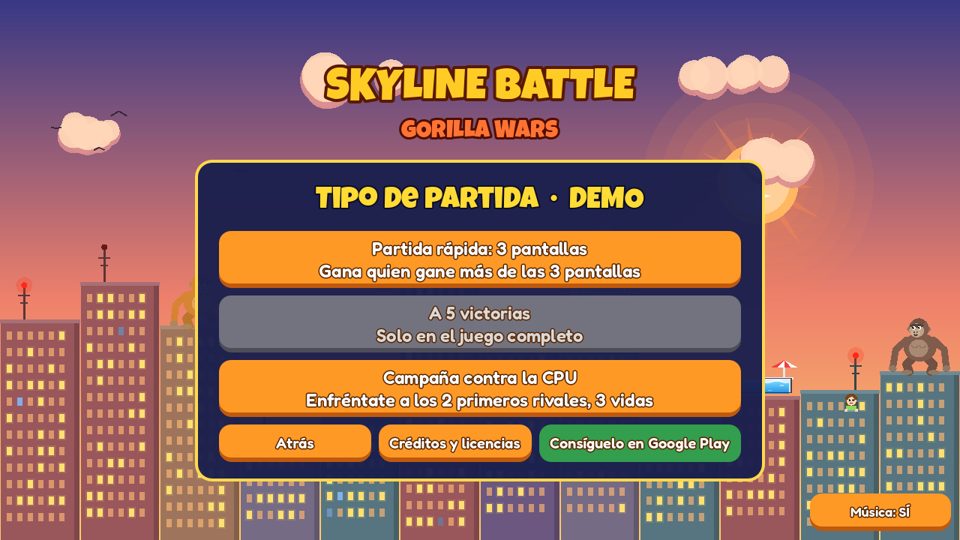 SKYLINE BATTLE
GORILLA WARS
TIPO DE PARTIDA · DEMO
Partida rápida: 3 pantallas
Gana quien gane más de las 3 pantallas
A 5 victorias
Solo en el juego completo
Campaña contra la CPU
Enfréntate a los 2 primeros rivales, 3 vidas
Atrás
Créditos y licencias
Consíguelo en Google Play
Música: SÍ